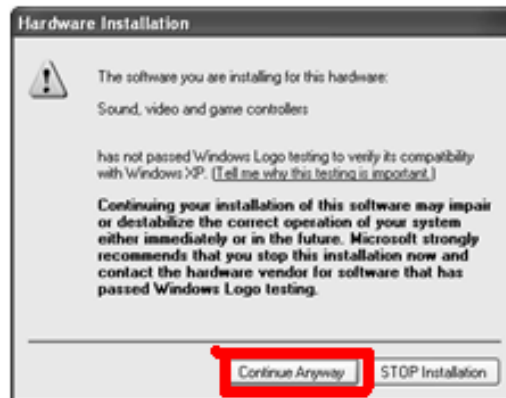 Hardware Installation
The software you are installing for this hardware:
Sound, video and game controllers
has not passed Windows Logo testing to verify its compatibility
with Windows XP. (Tell me why this testing is important.)
Continuing your installation of this software may impair
or destabilize the correct operation of your system
either immediately or in the future. Microsoft strongly
recommends that you stop this installation now and
contact the hardware vendor for software that has
passed Windows Logo testing.
Continue Anyway STOP Installation